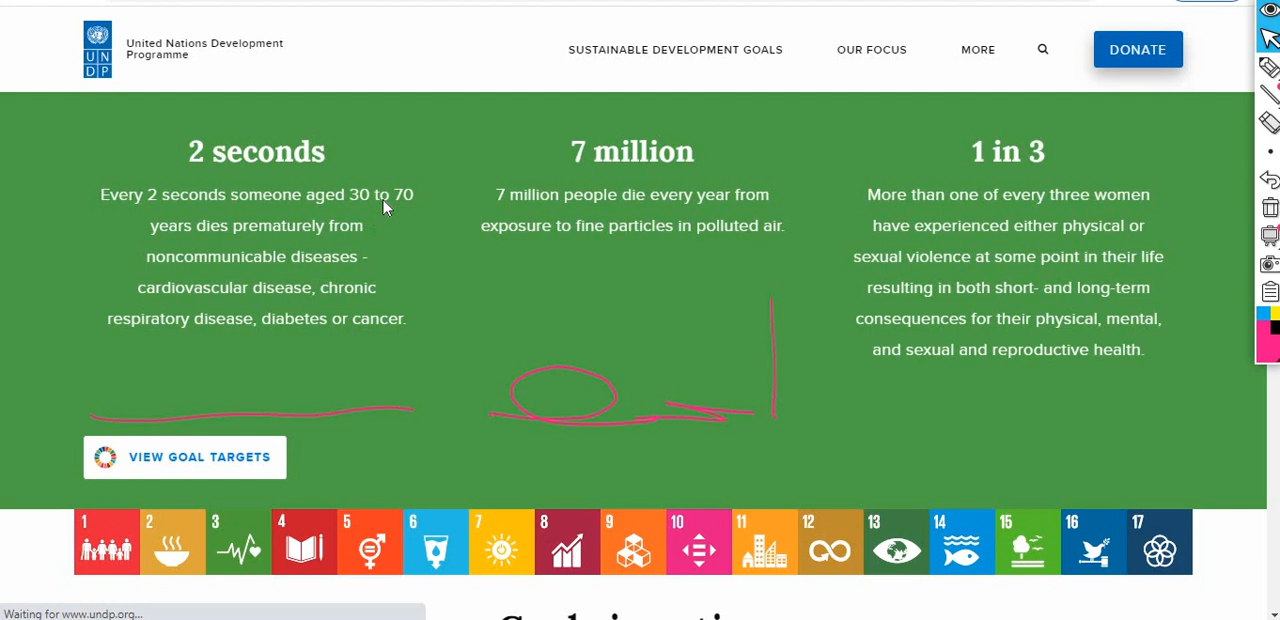 United Nations Development
Programme
UN
DP
SUSTAINABLE DEVELOPMENT GOALS
OUR FOCUS
MORE
DONATE
2 seconds
Every 2 seconds someone aged 30 to 70
years dies prematurely from
noncommunicable diseases -
cardiovascular disease, chronic
respiratory disease, diabetes or cancer.
7 million
7 million people die every year from
exposure to fine particles in polluted air.
1 in 3
More than one of every three women
have experienced either physical or
sexual violence at some point in their life
resulting in both short- and long-term
consequences for their physical, mental,
and sexual and reproductive health.
VIEW GOAL TARGETS
1 2 3 4 5 6 7 8 9 10 11 12 13 14 15 16 17
Waiting for www.undp.org...